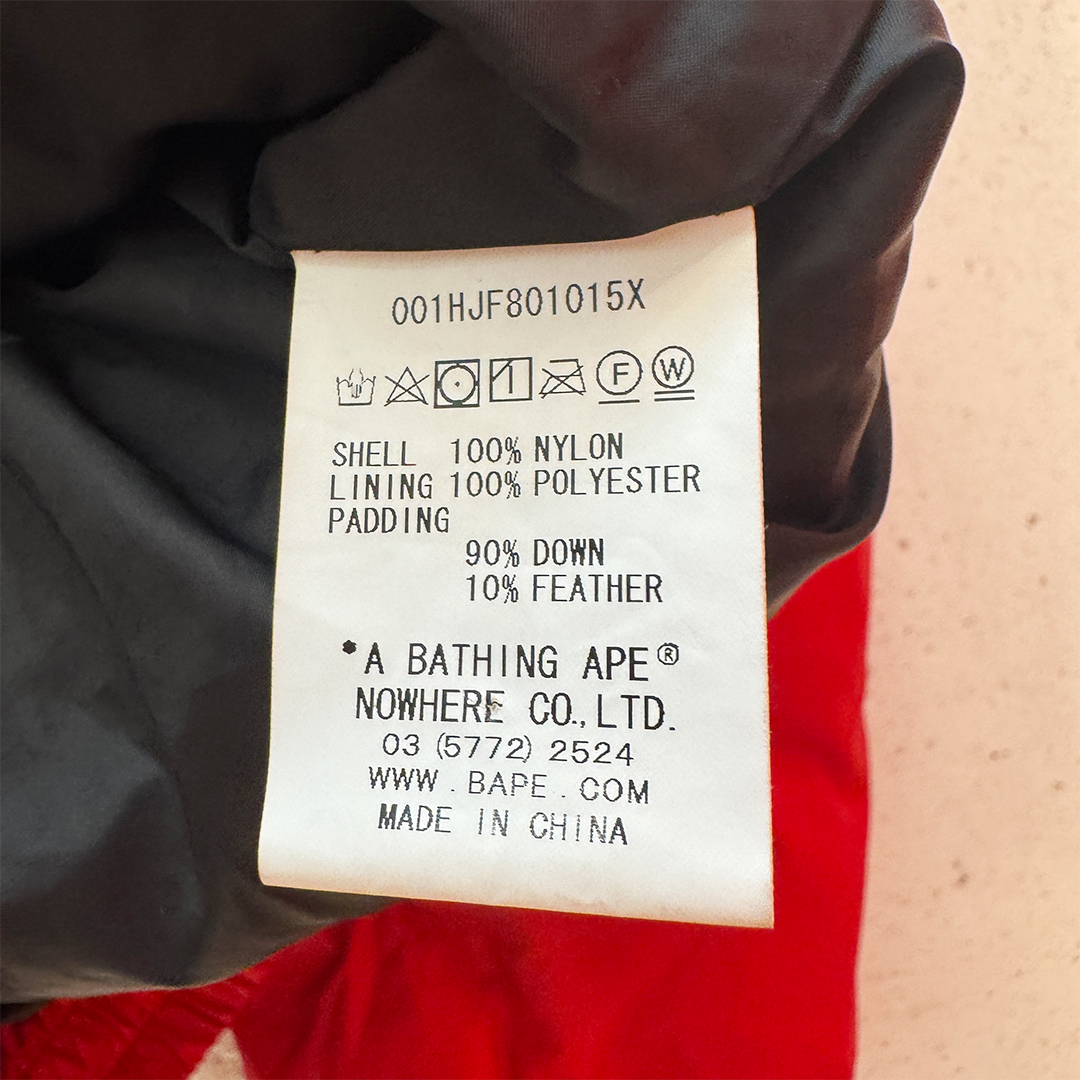 001HJF801015X
F W
SHELL 100% NYLON
LINING 100% POLYESTER
PADDING
90% DOWN
10% FEATHER
*A BATHING APE®
NOWHERE CO.,LTD.
03 (5772) 2524
WWW.BAPE.COM
MADE IN CHINA